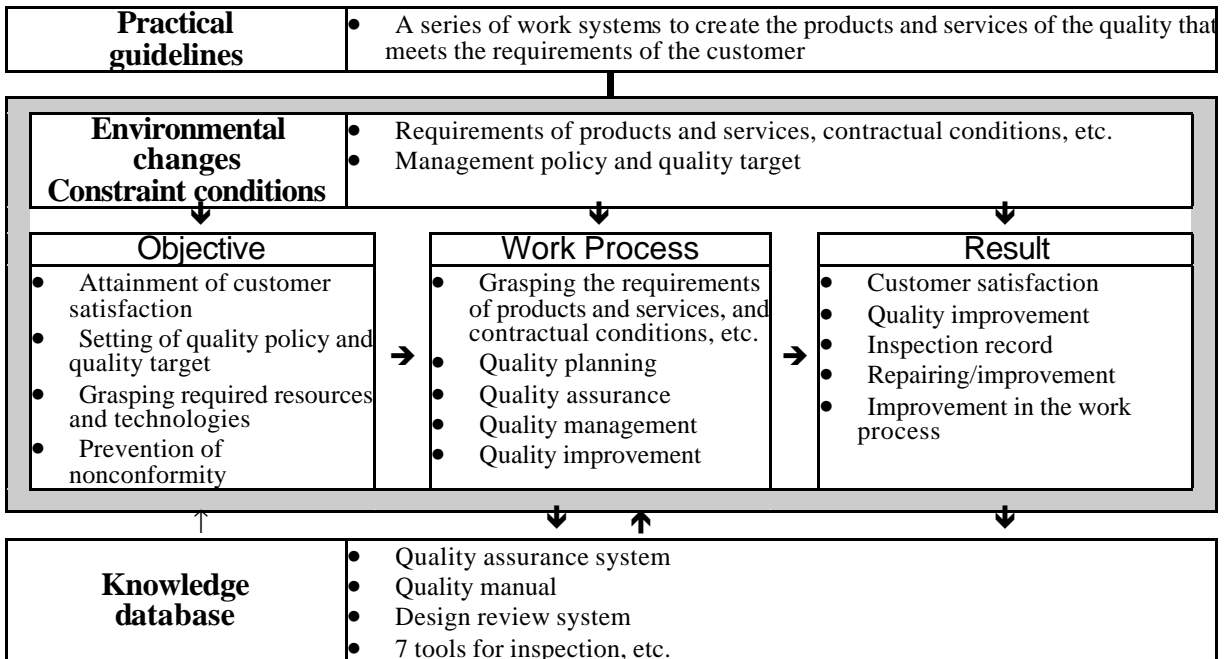 Practical
guidelines
● A series of work systems to create the products and services of the quality that
meets the requirements of the customer
Environmental
changes
Constraint conditions
● Requirements of products and services, contractual conditions, etc.
● Management policy and quality target
Objective
● Attainment of customer
satisfaction
● Setting of quality policy and
quality target
● Grasping required resources
and technologies
● Prevention of
nonconformity
Work Process
● Grasping the requirements
of products and services, and
contractual conditions, etc.
● Quality planning
● Quality assurance
● Quality management
● Quality improvement
Result
● Customer satisfaction
● Quality improvement
● Inspection record
● Repairing/improvement
● Improvement in the work
process
Knowledge
database
● Quality assurance system
● Quality manual
● Design review system
● 7 tools for inspection, etc.